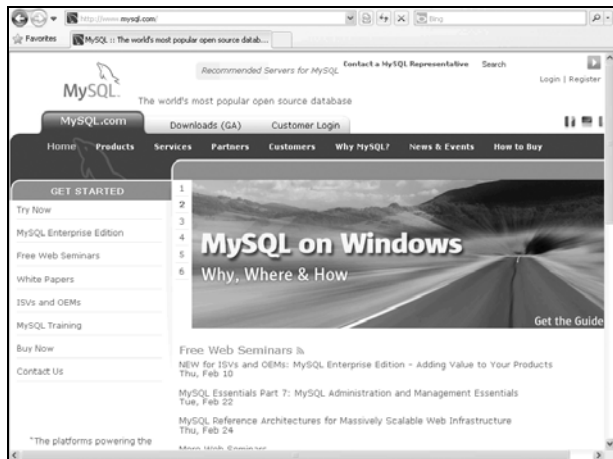 http://www.mysql.com/
Bing
Favorites
MySQL :: The world's most popular open source datab...
Recommended Servers for MySQL
Contact a MySQL Representative
Search
Login | Register
MySQL
The world's most popular open source database
MySQL.com
Downloads (GA)
Customer Login
Home Products Services Partners Customers Why MySQL? News & Events How to Buy
GET STARTED
Try Now
MySQL Enterprise Edition
Free Web Seminars
White Papers
ISVs and OEMs
MySQL Training
Buy Now
Contact Us
"The platforms powering the
1
2
3
4
5
6
MySQL on Windows
Why, Where & How
Get the Guide
Free Web Seminars
NEW for ISVs and OEMs: MySQL Enterprise Edition - Adding Value to Your Products
Thu, Feb 10
MySQL Essentials Part 7: MySQL Administration and Management Essentials
Tue, Feb 22
MySQL Reference Architectures for Massively Scalable Web Infrastructure
Thu, Feb 24
More Web Seminars